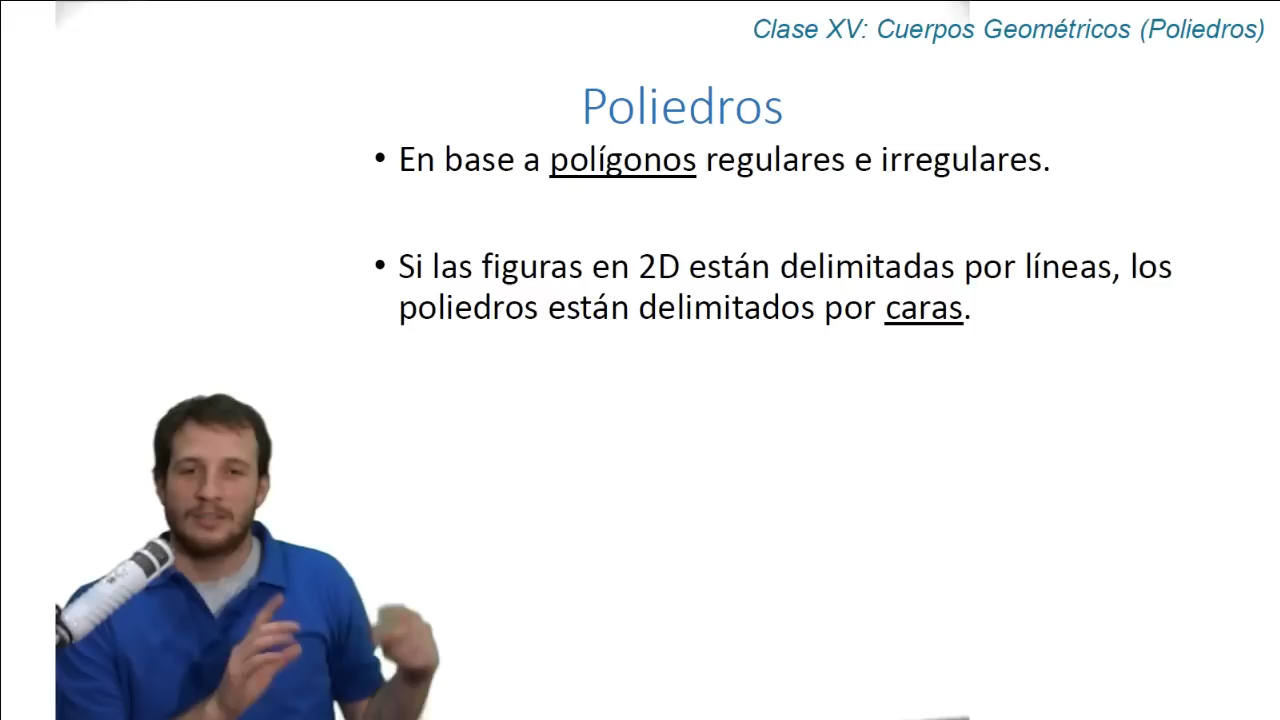 Clase XV: Cuerpos Geométricos (Poliedros)
Poliedros
• En base a polígonos regulares e irregulares.
• Si las figuras en 2D están delimitadas por líneas, los
poliedros están delimitados por caras.